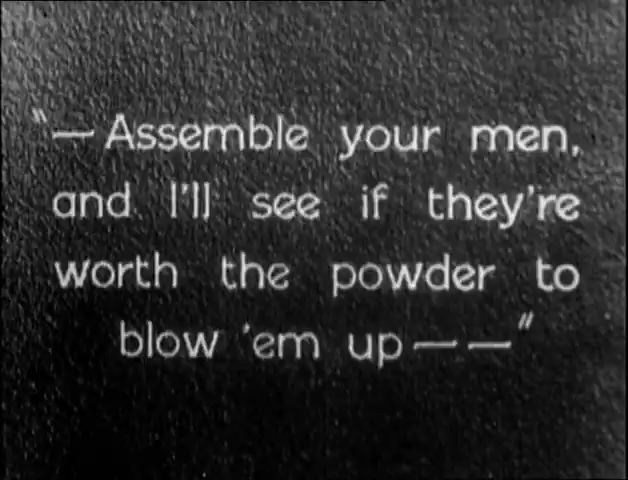 "— Assemble your men,
and I'll see if they're
worth the powder to
blow 'em up — —"